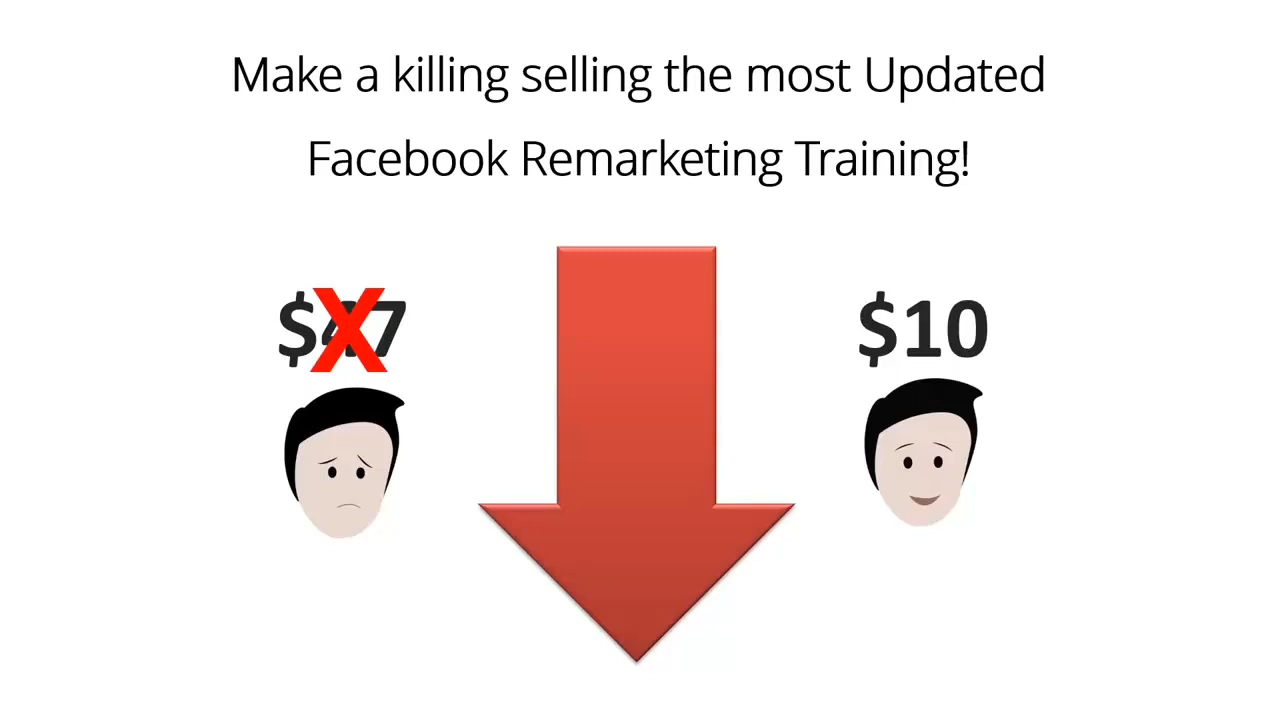 Make a killing selling the most Updated
Facebook Remarketing Training!
$47
X
$10